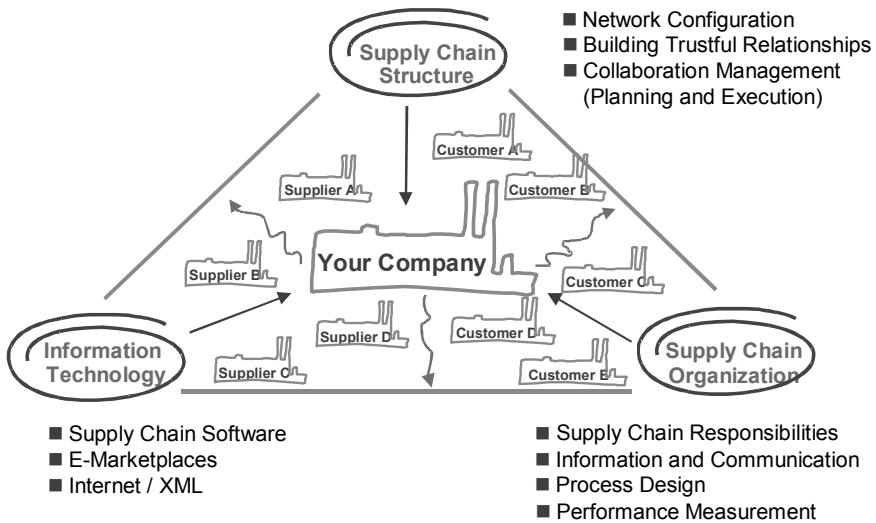 Supply Chain
Structure
■ Network Configuration
■ Building Trustful Relationships
■ Collaboration Management
(Planning and Execution)
Customer A
Supplier A
Customer B
Your Company
Supplier B
Customer C
Supplier D
Customer D
Supplier C
Customer E
Information
Technology
Supply Chain
Organization
■ Supply Chain Software
■ E-Marketplaces
■ Internet / XML
■ Supply Chain Responsibilities
■ Information and Communication
■ Process Design
■ Performance Measurement